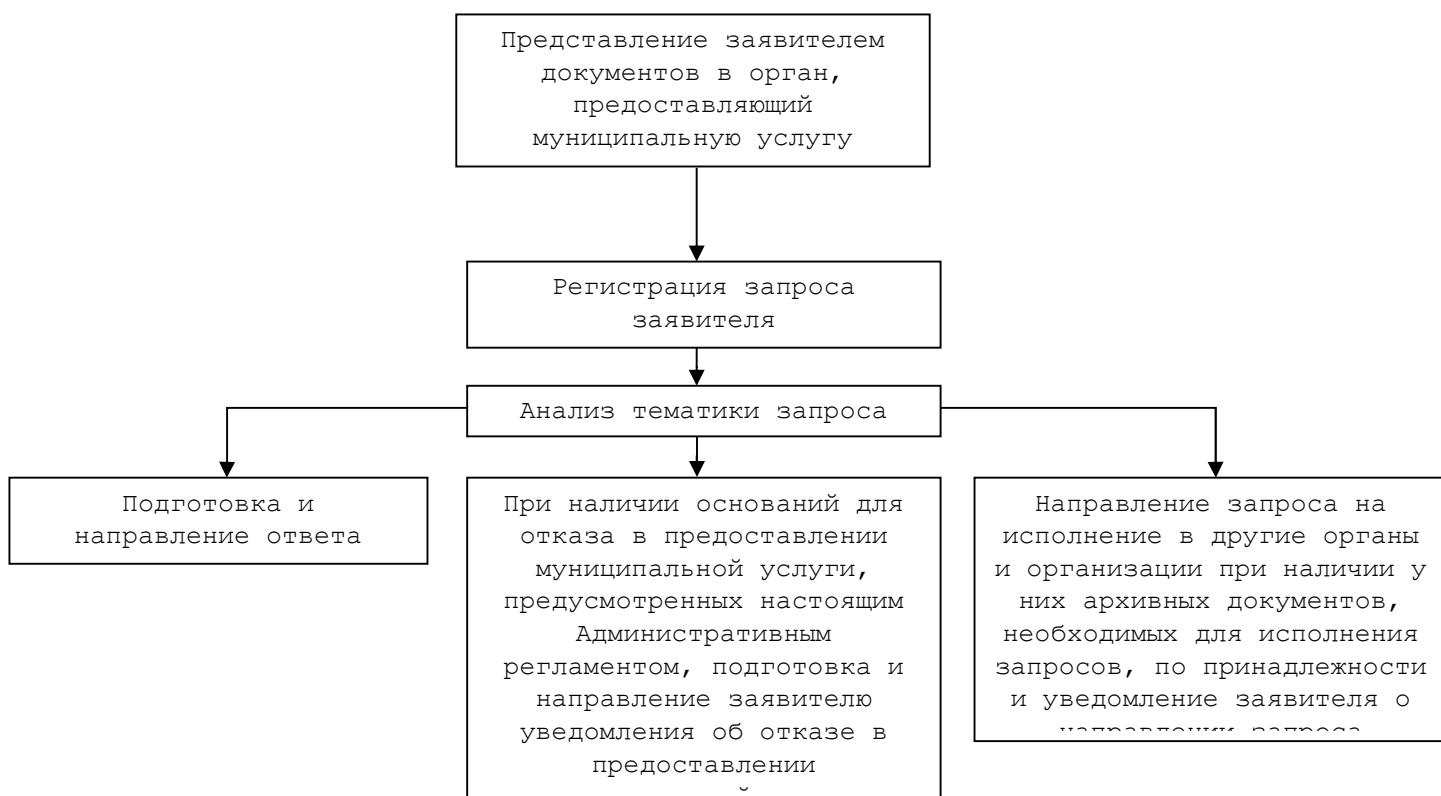 Представление заявителем
документов в орган,
предоставляющий
муниципальную услугу
Регистрация запроса
заявителя
Анализ тематики запроса
Подготовка и
направление ответа
При наличии оснований для
отказа в предоставлении
муниципальной услуги,
предусмотренных настоящим
Административным
регламентом, подготовка и
направление заявителю
уведомления об отказе в
предоставлении
Направление запроса на
исполнение в другие органы
и организации при наличии у
них архивных документов,
необходимых для исполнения
запросов, по принадлежности
и уведомление заявителя о
направлении запроса